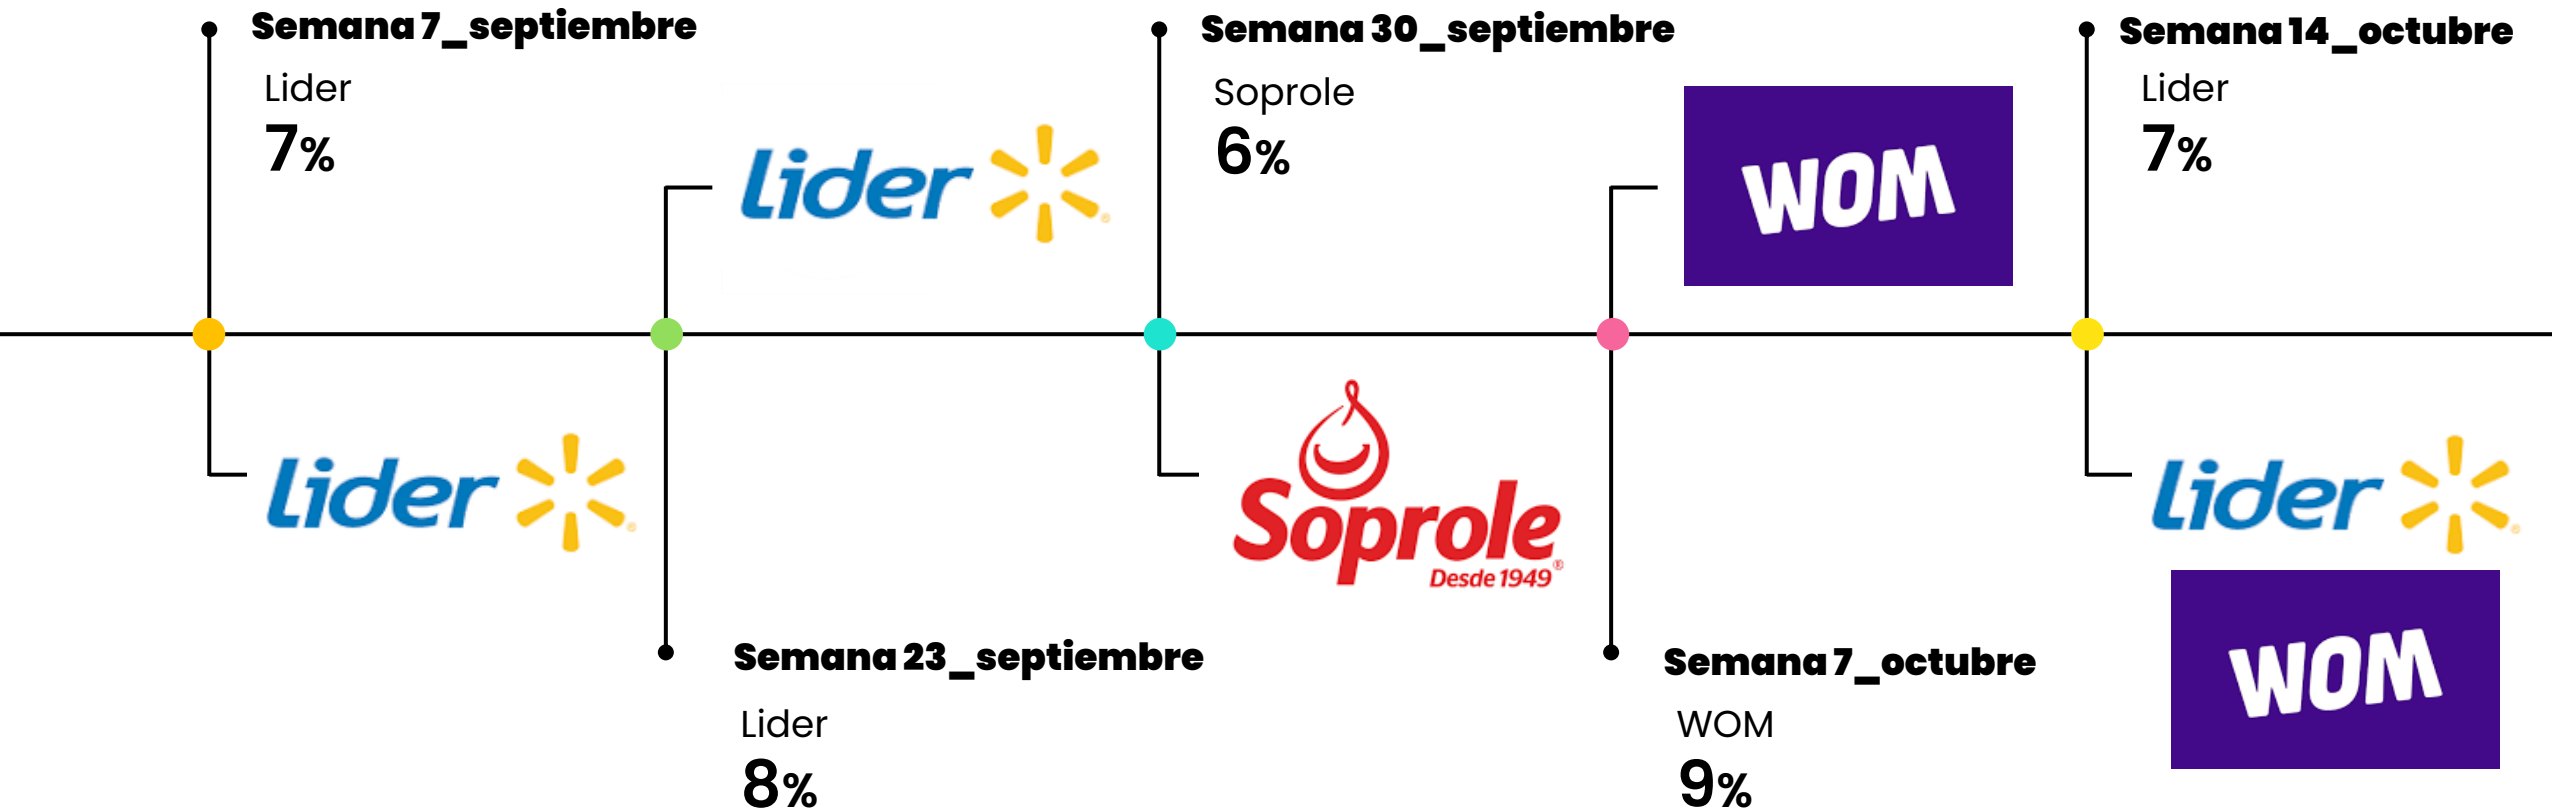 Semana 7_septiembre
Lider
7%
Lider
Semana 23_septiembre
Lider
8%
Lider
Semana 30_septiembre
Soprole
6%
Soprole®
Desde 1949
WOM
Semana 7_octubre
WOM
9%
Semana 14_octubre
Lider
7%
Lider
WOM